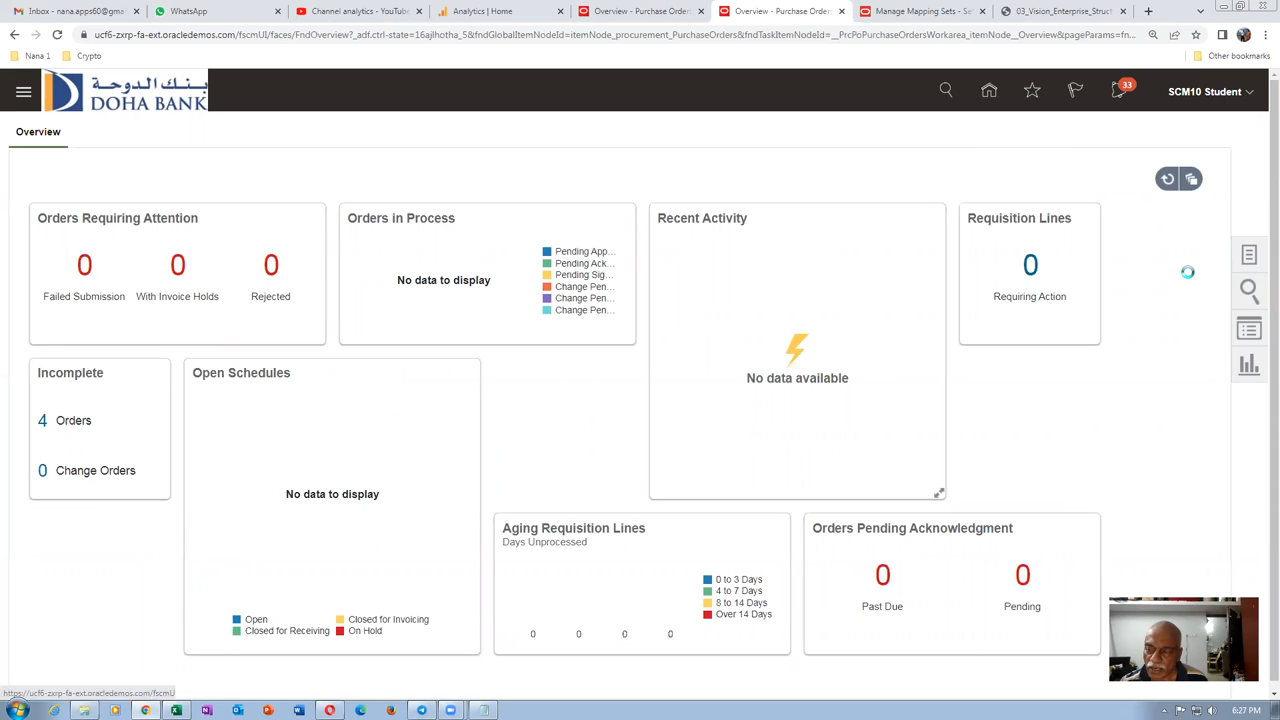 Inbox - nana.apps60@gma
WhatsApp
Channel analytics - YouTube
Analytics | Home
Overview - Purchase Orders
Overview - Purchase Orders
Manage Mapping Sets - Se
03_Vision_Enterprise_Struct
ucf6-zxrp-fa-ext.oracledemos.com/fscmUI/faces/FndOverview?_adf.ctrl-state=16ajlhotha_5&fndGlobalItemNodeId=itemNode_procurement_PurchaseOrders&fndTaskItemNodeId=__PrcPoPurchaseOrdersWorkarea_itemNode__Overview&pageParams=fn...
Nana 1
Crypto
Other bookmarks
بنك الدوحة
DOHA BANK
33
SCM10 Student
Overview
Orders Requiring Attention
0 0 0
Failed Submission With Invoice Holds Rejected
Orders in Process
No data to display
Pending App...
Pending Ack...
Pending Sig...
Change Pen...
Change Pen...
Change Pen...
Recent Activity
No data available
Requisition Lines
0
Requiring Action
Incomplete
4 Orders
0 Change Orders
Open Schedules
No data to display
Open Closed for Invoicing
Closed for Receiving On Hold
Aging Requisition Lines
Days Unprocessed
0 to 3 Days
4 to 7 Days
8 to 14 Days
Over 14 Days
0 0 0 0
Orders Pending Acknowledgment
0 0
Past Due Pending
https://ucf6-zxrp-fa-ext.oracledemos.com/fscmU
6:27 PM